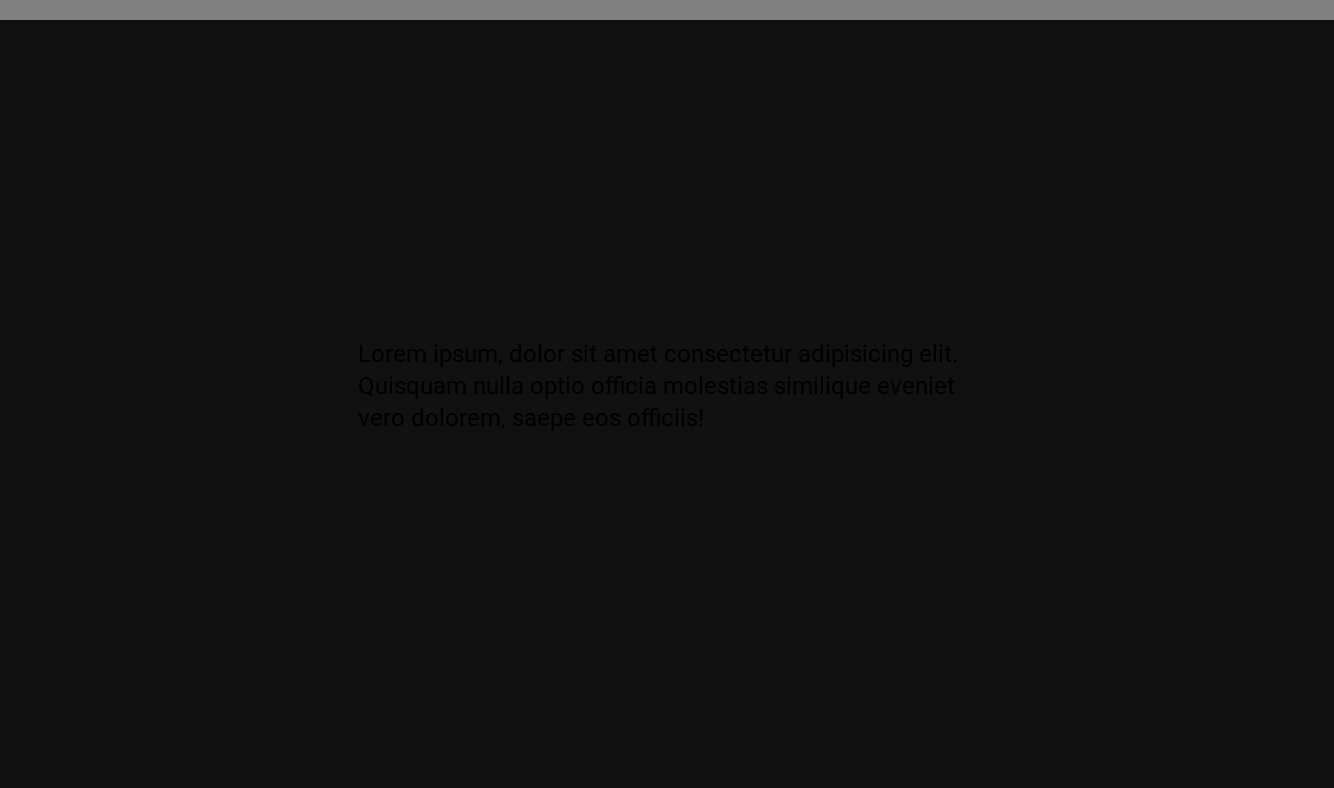 Lorem ipsum, dolor sit amet consectetur adipisicing elit.
Quisquam nulla optio officia molestias similique eveniet
vero dolorem, saepe eos officiis!